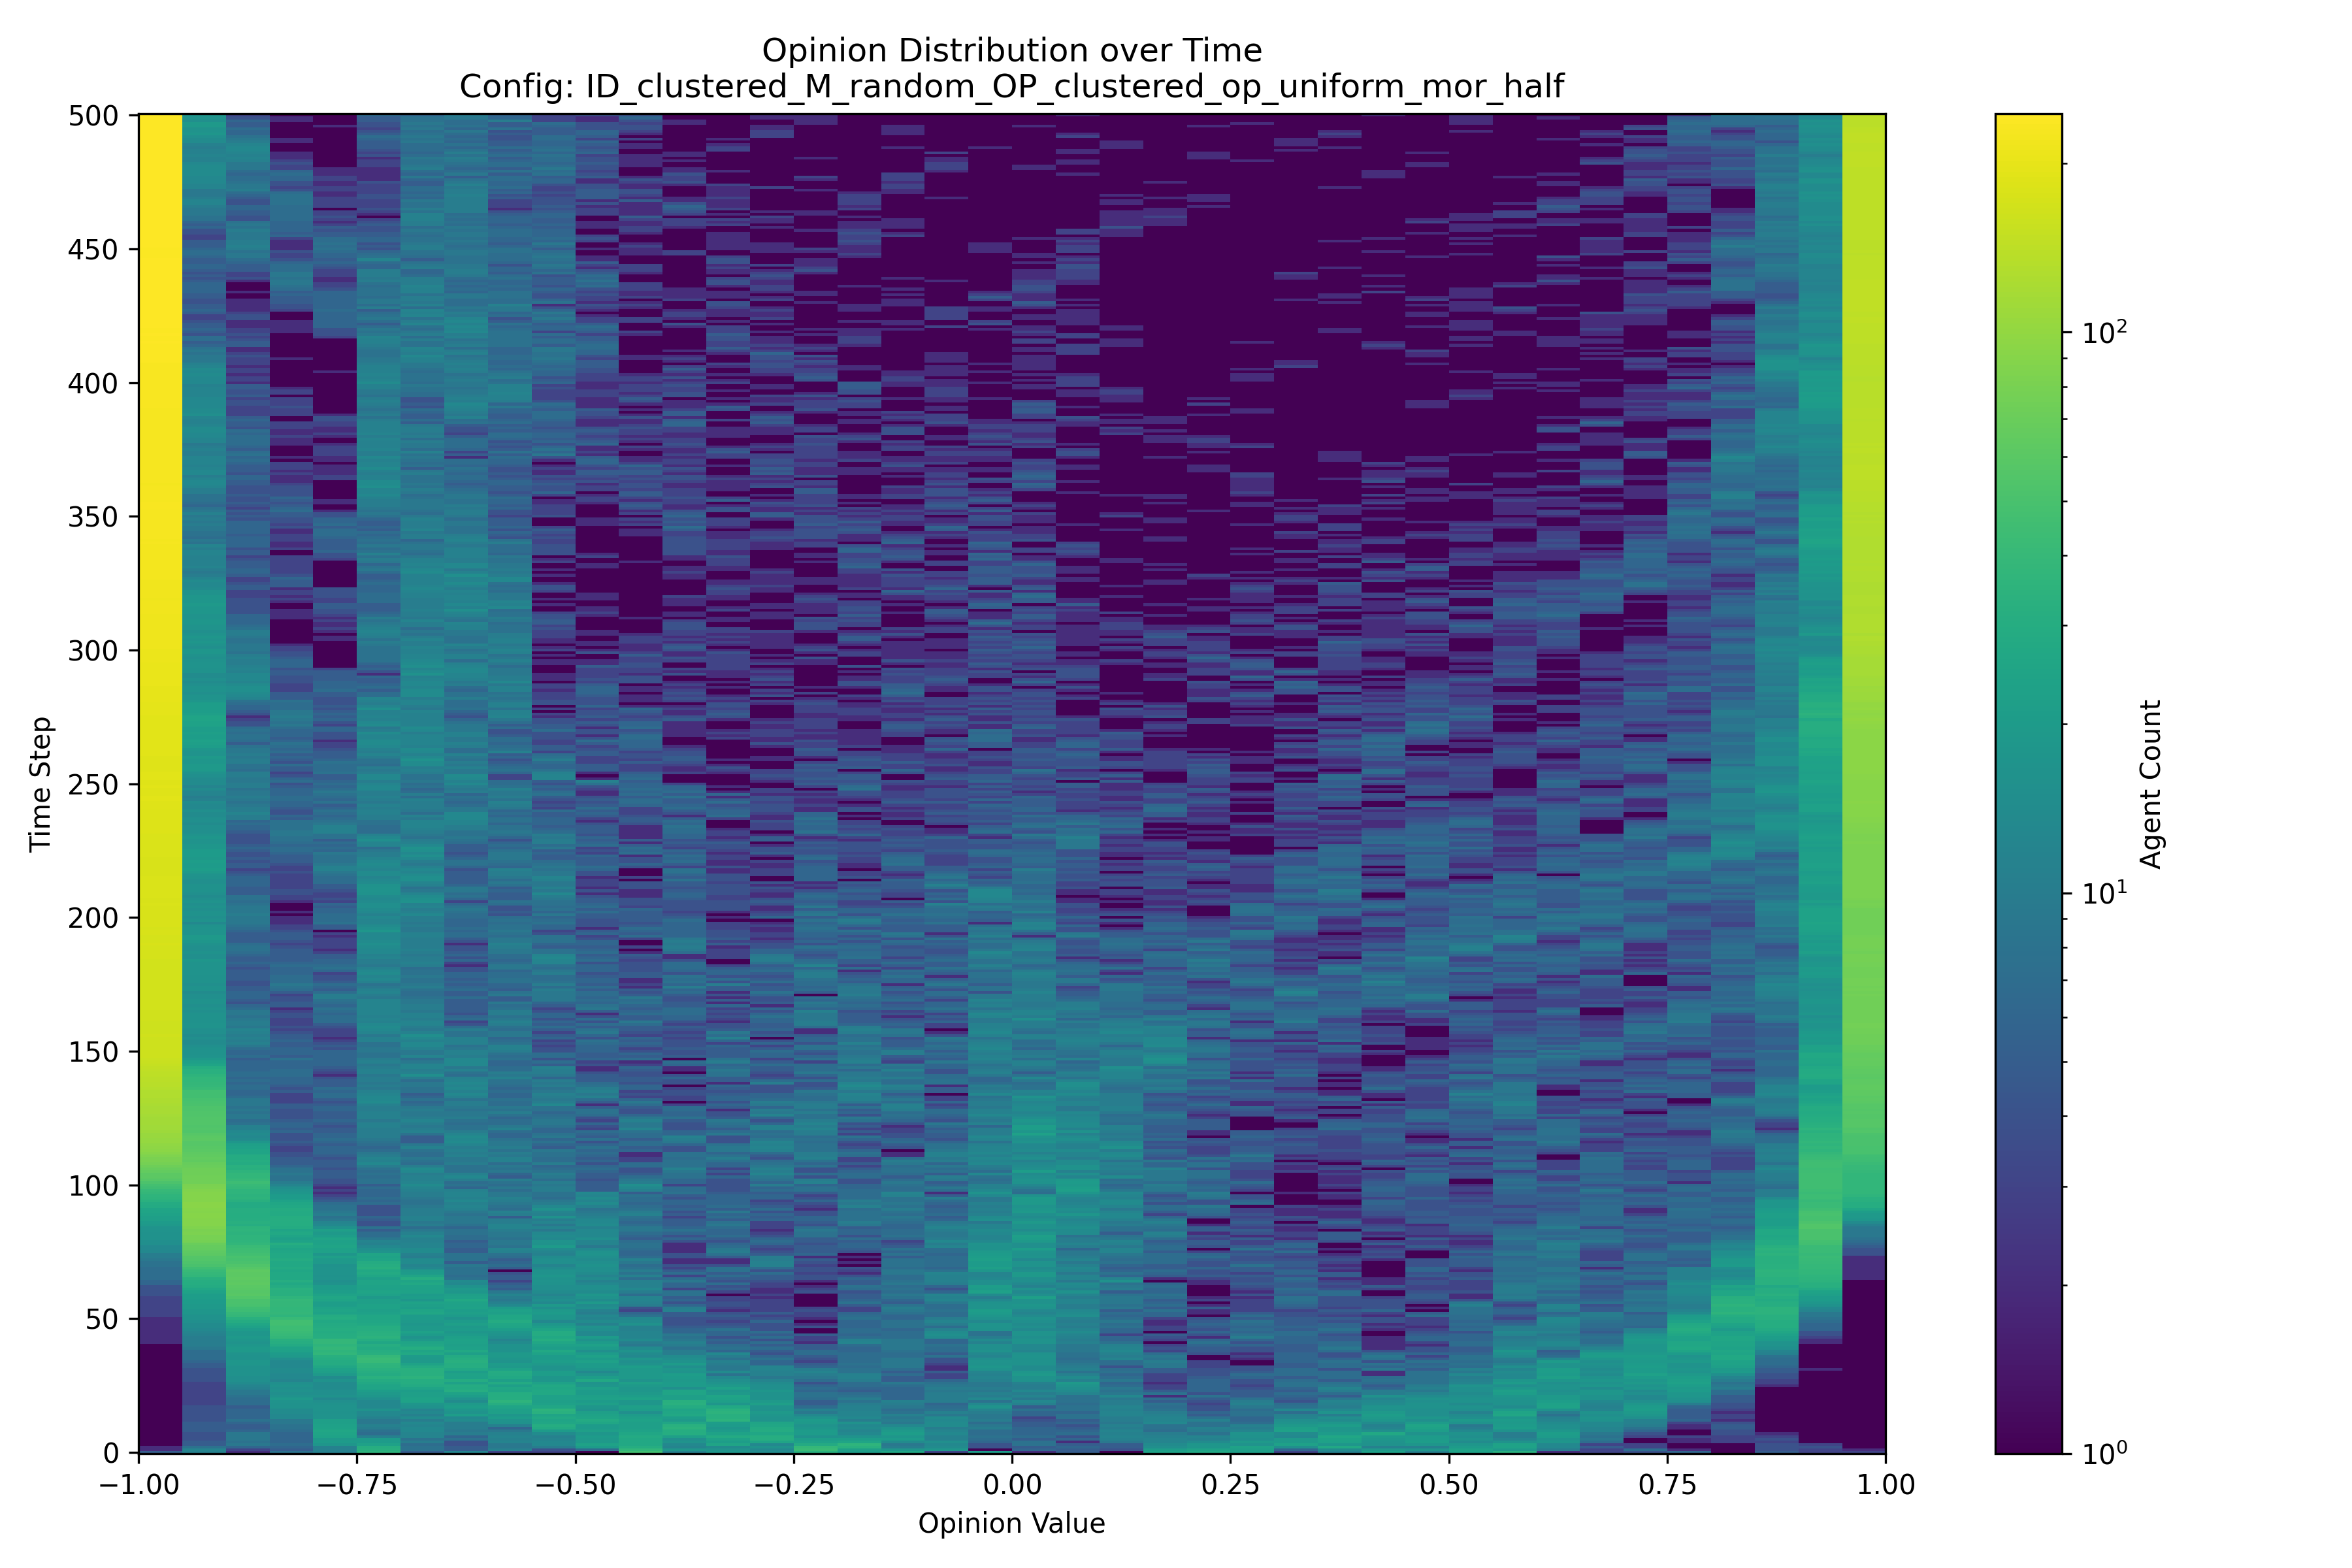 Opinion Distribution over Time
Config: ID_clustered_M_random_OP_clustered_op_uniform_mor_half
500
450
400
350
300
250
200
150
100
50
0
Time Step
−1.00 −0.75 −0.50 −0.25 0.00 0.25 0.50 0.75 1.00
Opinion Value
10²
10¹
10⁰
Agent Count